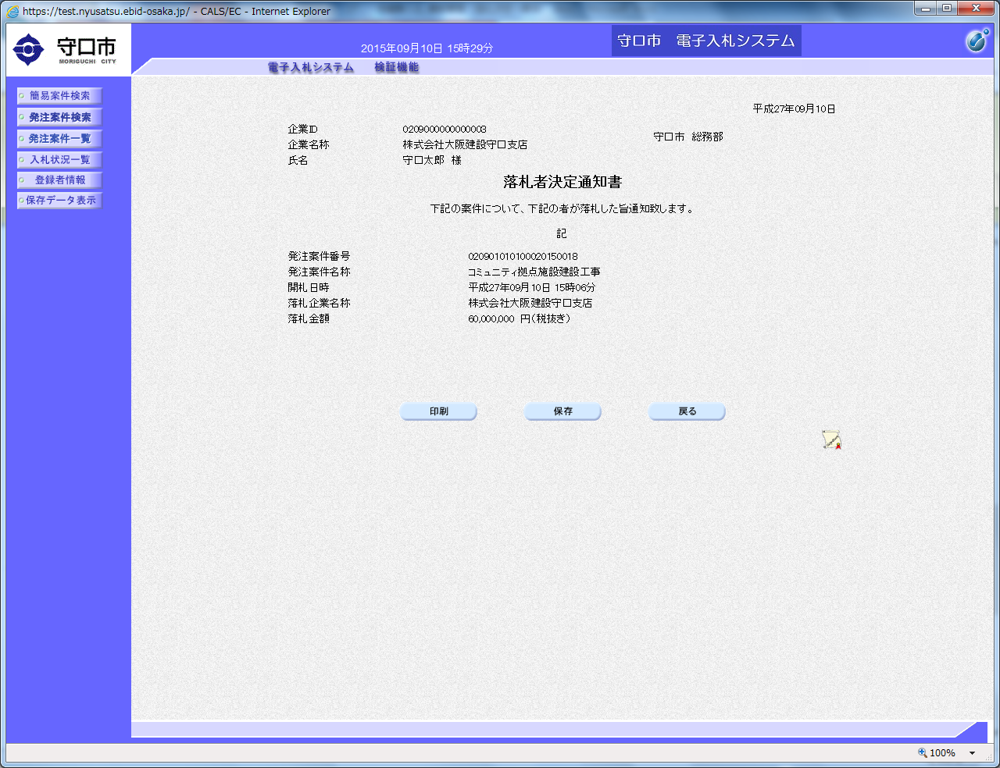 https://test.nyusatsu.ebid-osaka.jp/ - CALS/EC - Internet Explorer
守口市
MORIGUCHI CITY
2015年09月10日 15時29分
守口市　電子入札システム
電子入札システム　検証機能
簡易案件検索
発注案件検索
発注案件一覧
入札状況一覧
登録者情報
保存データ表示
平成27年09月10日
企業ID　0209000000000003
企業名称　株式会社大阪建設守口支店
氏名　守口太郎　様
守口市　総務部
落札者決定通知書
下記の案件について、下記の者が落札した旨通知致します。
記
発注案件番号　020901010100020150018
発注案件名称　コミュニティ拠点施設建設工事
開札日時　平成27年09月10日 15時06分
落札企業名称　株式会社大阪建設守口支店
落札金額　60,000,000　円(税抜き)
印刷　保存　戻る
100%